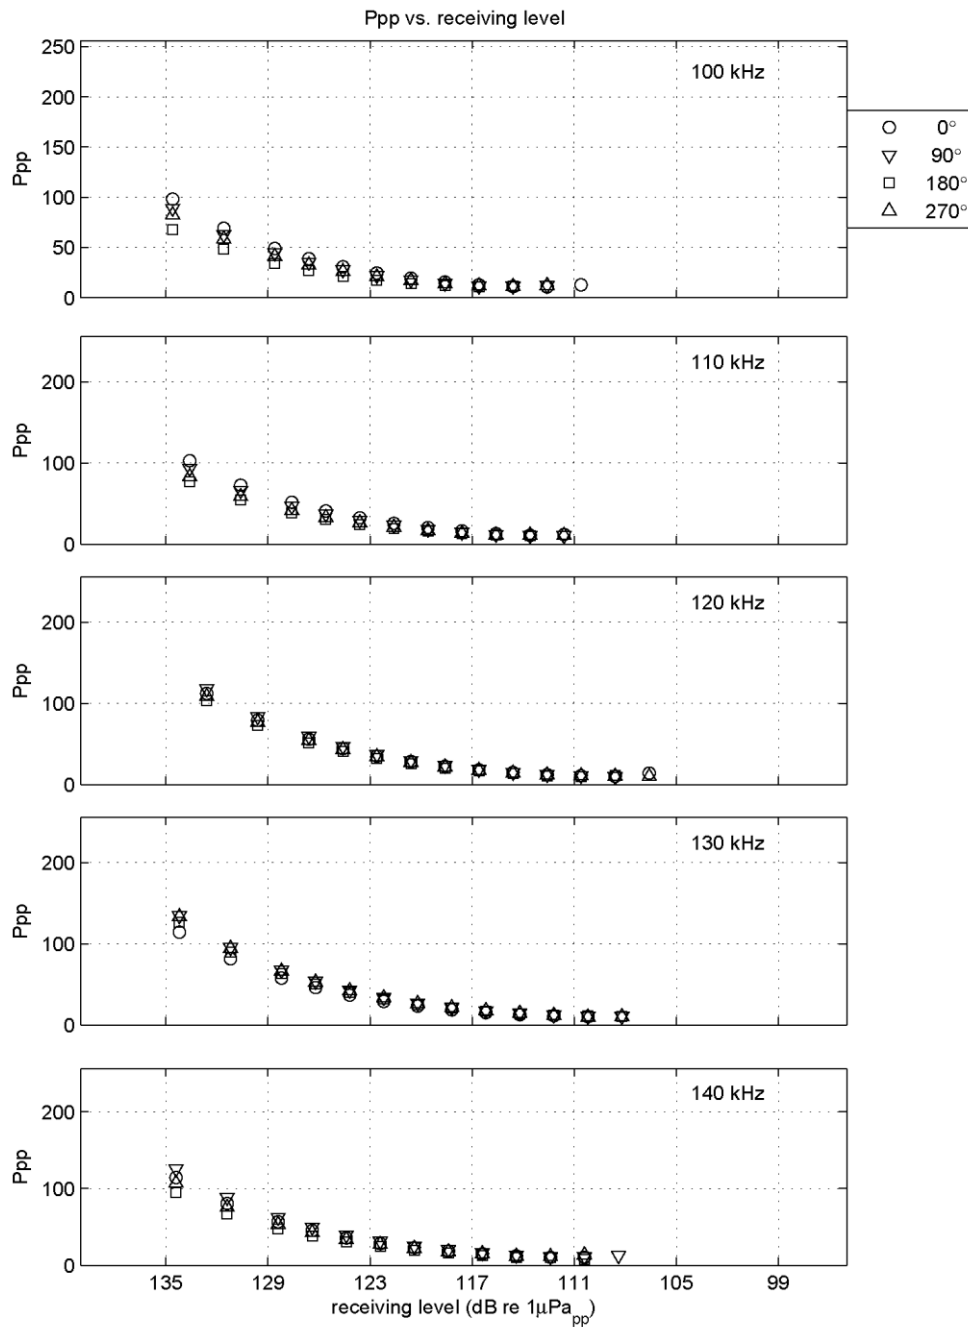 Ppp vs. receiving level
250
200
150
100
50
0
Ppp
100 kHz
0°
90°
180°
270°
200
100
0
Ppp
110 kHz
200
100
0
Ppp
120 kHz
200
100
0
Ppp
130 kHz
200
100
0
Ppp
140 kHz
135 129 123 117 111 105 99
receiving level (dB re 1μPa_pp)